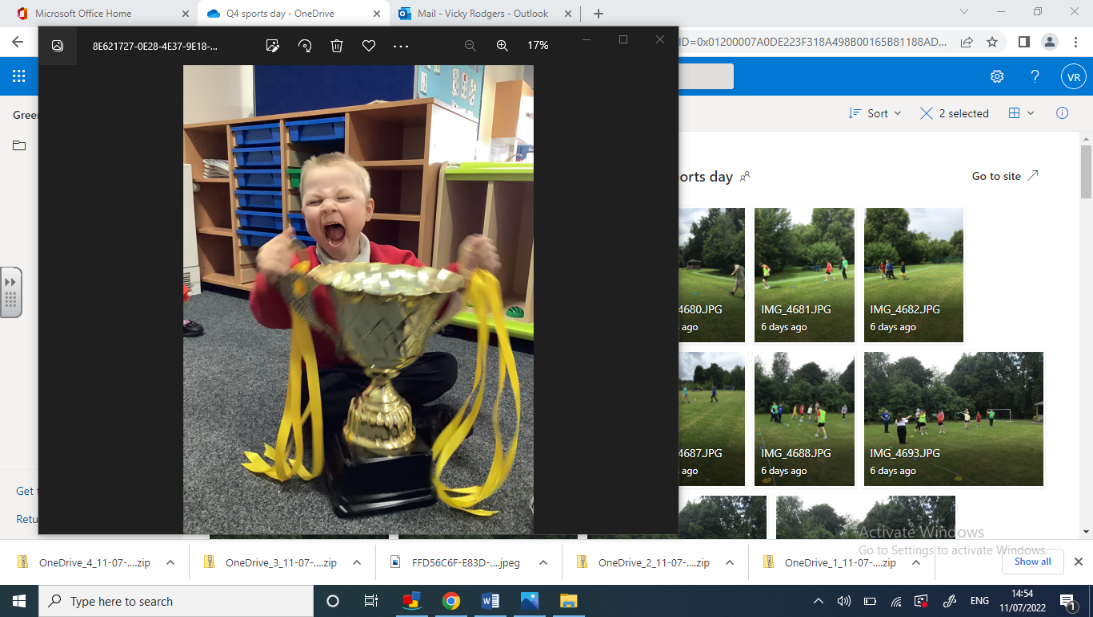 Microsoft Office Home
Q4 sports day - OneDrive
Mail - Vicky Rodgers - Outlook
8E621727-0E28-4E37-9E18-...
17%
ID=0x01200007A0DE223F318A498B00165B81188AD...
VR
Green
Sort
2 selected
ports day
Go to site
4680.JPG
ago
IMG_4681.JPG
6 days ago
IMG_4682.JPG
6 days ago
4687.JPG
ago
IMG_4688.JPG
6 days ago
IMG_4693.JPG
6 days ago
Get
Retu
Activate Windows
Go to Settings to activate Windows.
OneDrive_4_11-07-....zip
OneDrive_3_11-07-....zip
FFD56C6F-E83D-....jpeg
OneDrive_2_11-07-....zip
OneDrive_1_11-07-....zip
Show all
Type here to search
ENG
14:54
11/07/2022
1